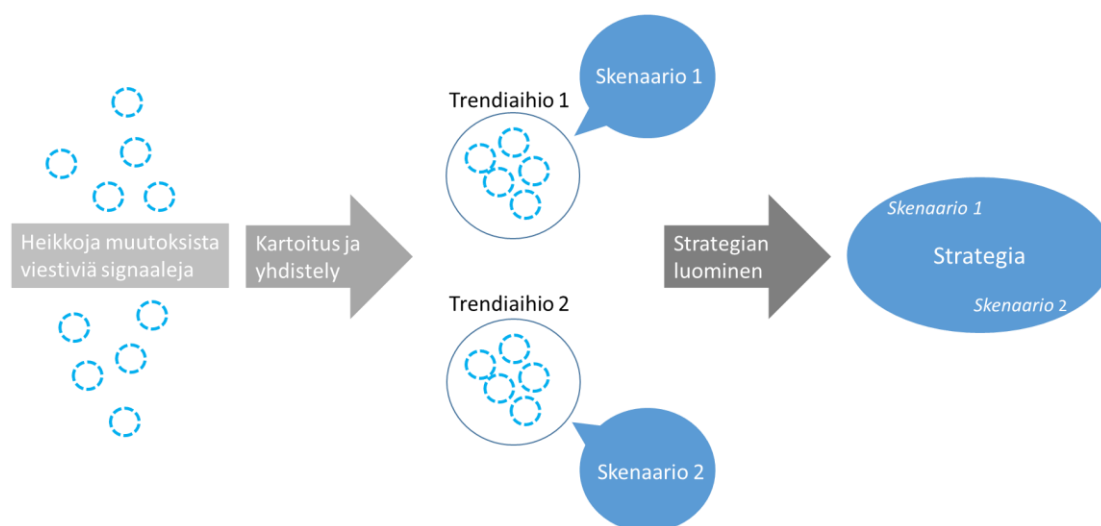 Heikkoja muutoksista
viestiviä signaaleja
Kartoitus ja
yhdistely
Trendiaihio 1
Skenaario 1
Trendiaihio 2
Skenaario 2
Strategian
luominen
Skenaario 1
Strategia
Skenaario 2